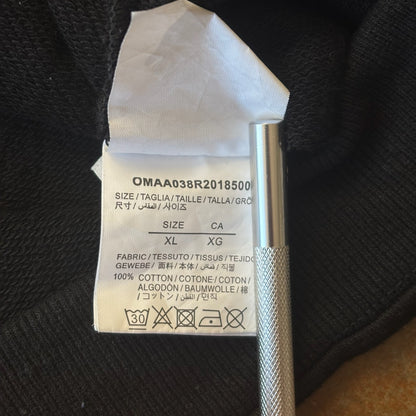 OMAA038R2018500
SIZE / TAGLIA / TAILLE / TALLA / GRÖ
尺寸 / المقاس / 사이즈
SIZE CA
XL XG
FABRIC / TESSUTO / TISSUS / TEJIDO
GEWEBE / 面料 / 本体 / قماش / 직물
100% COTTON / COTONE / COTON /
ALGODÓN / BAUMWOLLE / 棉
/ コットン / القطن / 면직
30